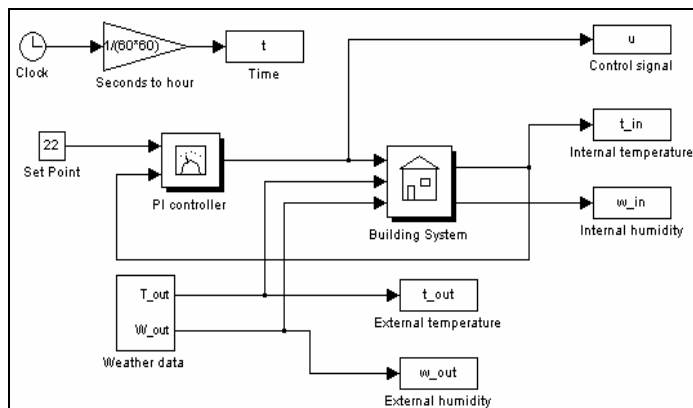 1/(60*60)
t
Clock
Seconds to hour
Time
u
Control signal
22
Set Point
PI controller
Building System
t_in
Internal temperature
w_in
Internal humidity
T_out
W_out
Weather data
t_out
External temperature
w_out
External humidity